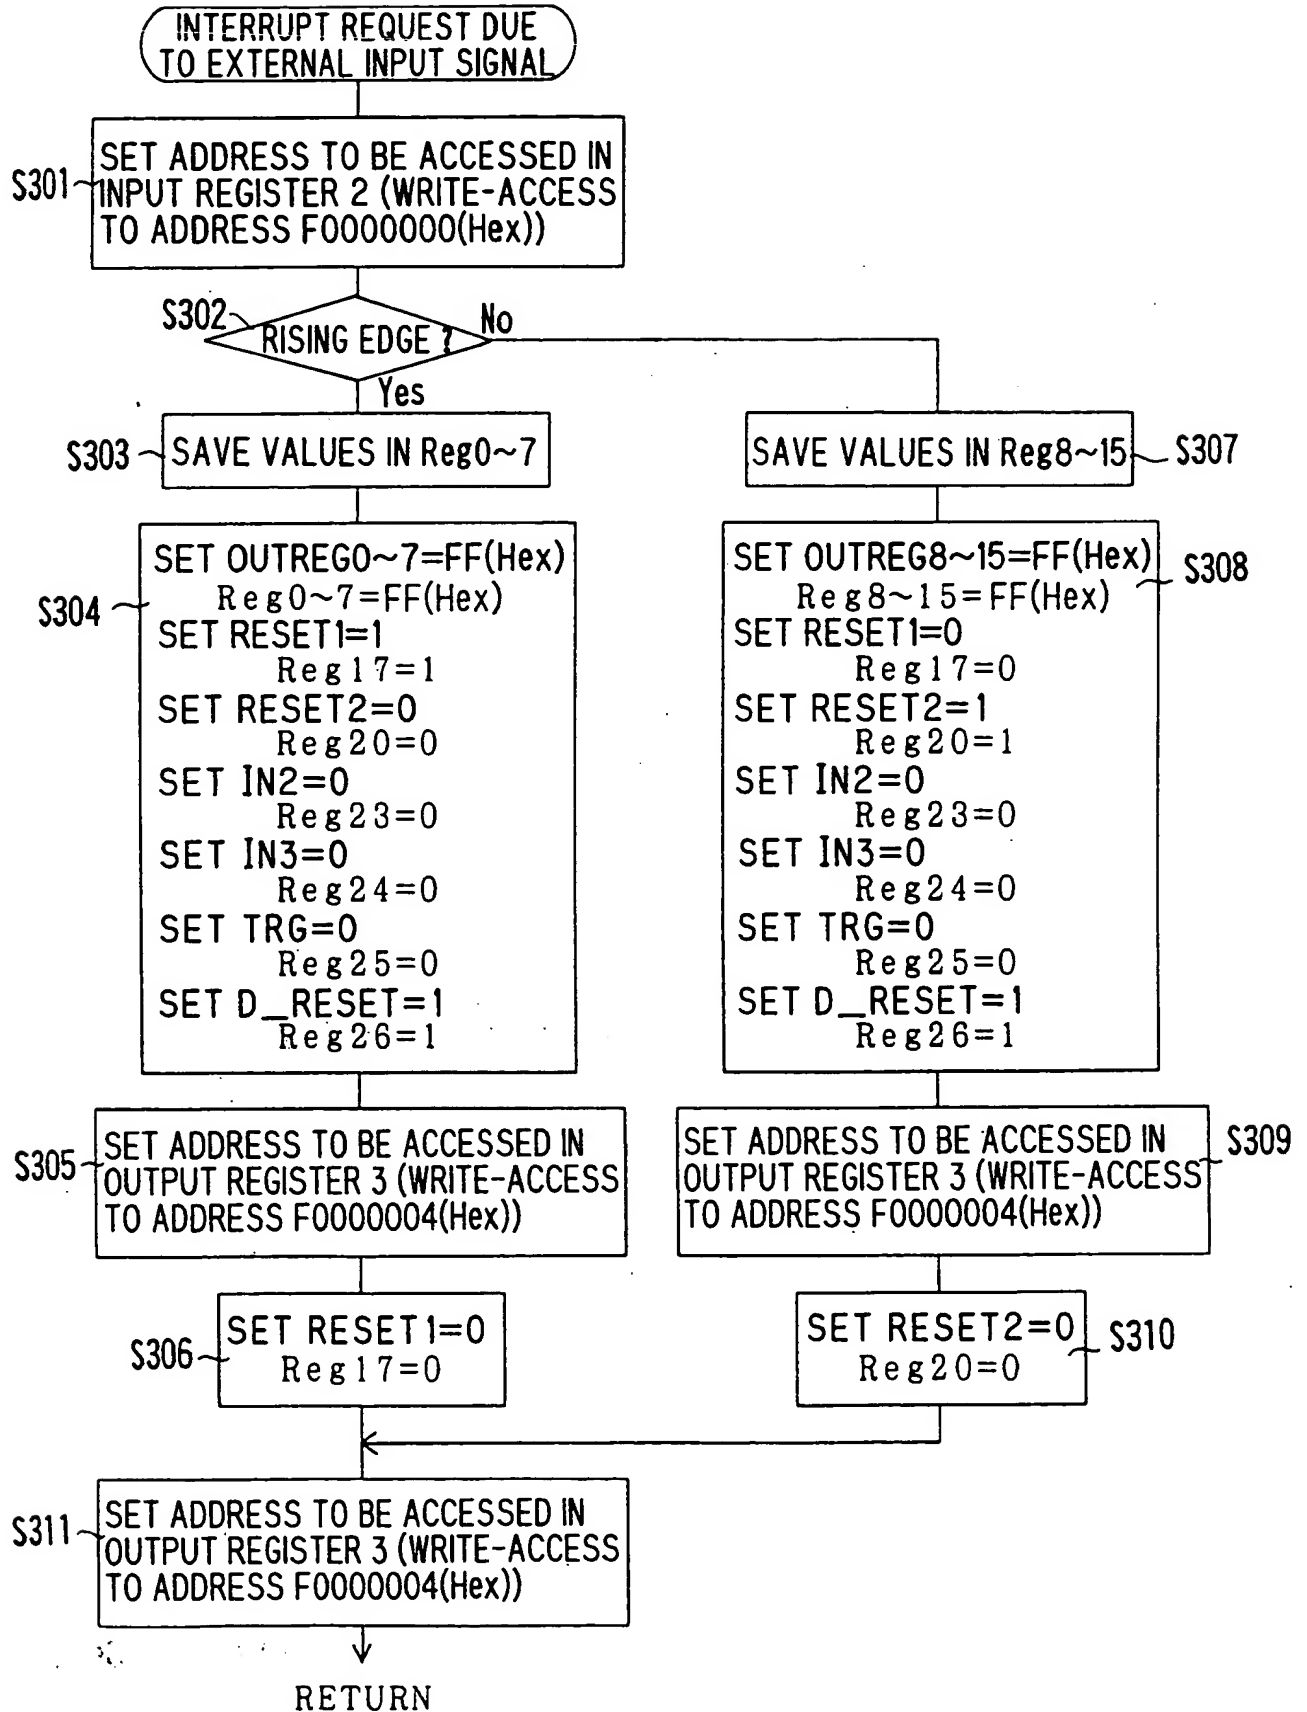 INTERRUPT REQUEST DUE
TO EXTERNAL INPUT SIGNAL
S301
SET ADDRESS TO BE ACCESSED IN
INPUT REGISTER 2 (WRITE-ACCESS
TO ADDRESS F0000000(Hex))
S302
RISING EDGE ?
No
Yes
S303
SAVE VALUES IN Reg0~7
S304
SET OUTREG0~7=FF(Hex)
Reg0~7=FF(Hex)
SET RESET1=1
Reg17=1
SET RESET2=0
Reg20=0
SET IN2=0
Reg23=0
SET IN3=0
Reg24=0
SET TRG=0
Reg25=0
SET D_RESET=1
Reg26=1
S305
SET ADDRESS TO BE ACCESSED IN
OUTPUT REGISTER 3 (WRITE-ACCESS
TO ADDRESS F0000004(Hex))
S306
SET RESET1=0
Reg17=0
SAVE VALUES IN Reg8~15
S307
SET OUTREG8~15=FF(Hex)
Reg8~15=FF(Hex)
S308
SET RESET1=0
Reg17=0
SET RESET2=1
Reg20=1
SET IN2=0
Reg23=0
SET IN3=0
Reg24=0
SET TRG=0
Reg25=0
SET D_RESET=1
Reg26=1
SET ADDRESS TO BE ACCESSED IN
OUTPUT REGISTER 3 (WRITE-ACCESS
TO ADDRESS F0000004(Hex))
S309
SET RESET2=0
Reg20=0
S310
S311
SET ADDRESS TO BE ACCESSED IN
OUTPUT REGISTER 3 (WRITE-ACCESS
TO ADDRESS F0000004(Hex))
RETURN